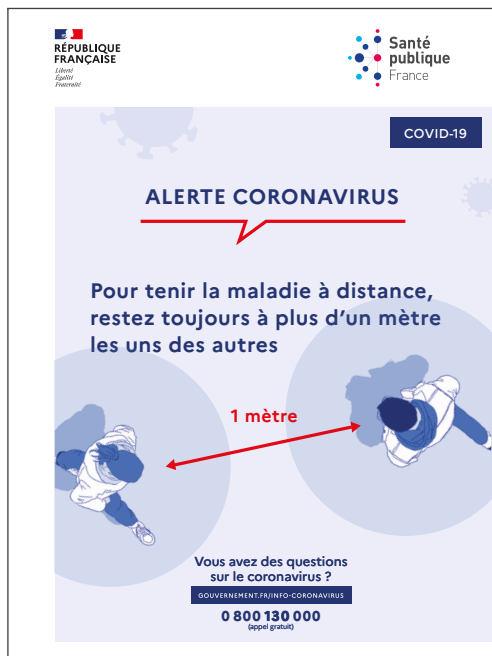 RÉPUBLIQUE
FRANÇAISE
Liberté
Égalité
Fraternité
Santé
publique
France
COVID-19
ALERTE CORONAVIRUS
Pour tenir la maladie à distance,
restez toujours à plus d’un mètre
les uns des autres
1 mètre
Vous avez des questions
sur le coronavirus ?
GOUVERNEMENT.FR/INFO-CORONAVIRUS
0 800 130 000
(appel gratuit)